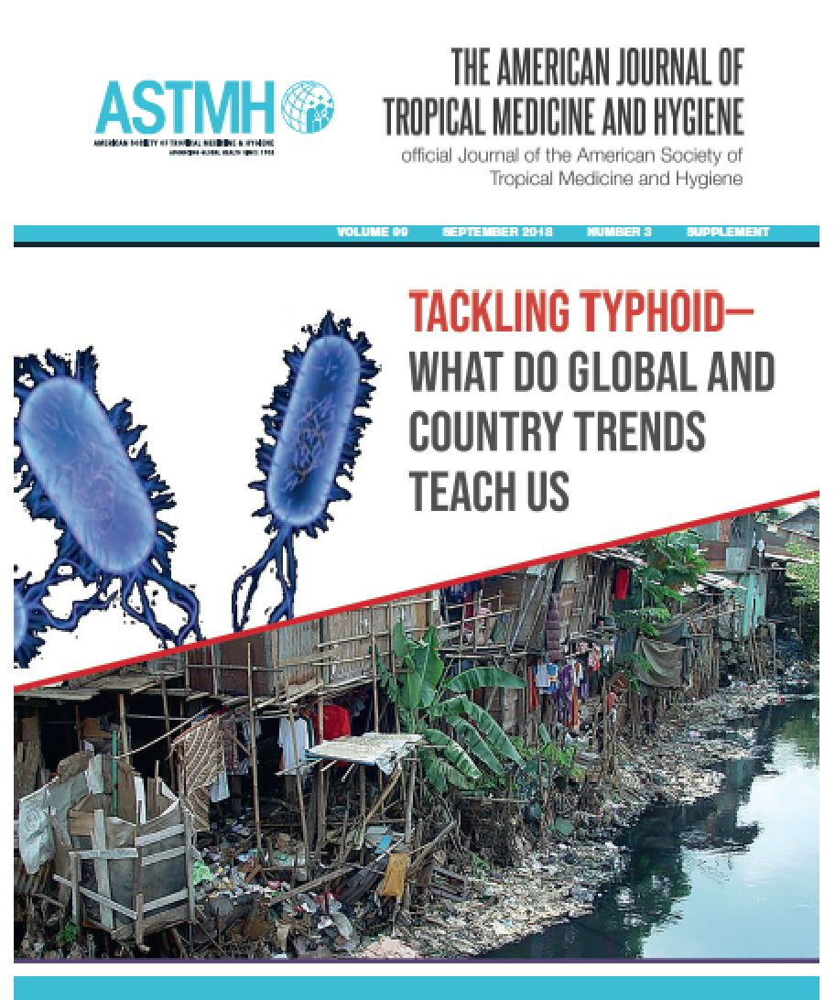 ASTMH
AMERICAN SOCIETY OF TROPICAL MEDICINE & HYGIENE
ADVANCING GLOBAL HEALTH SINCE 1903
THE AMERICAN JOURNAL OF
TROPICAL MEDICINE AND HYGIENE
official Journal of the American Society of
Tropical Medicine and Hygiene
VOLUME 99 SEPTEMBER 2018 NUMBER 3 SUPPLEMENT
TACKLING TYPHOID—
WHAT DO GLOBAL AND
COUNTRY TRENDS
TEACH US